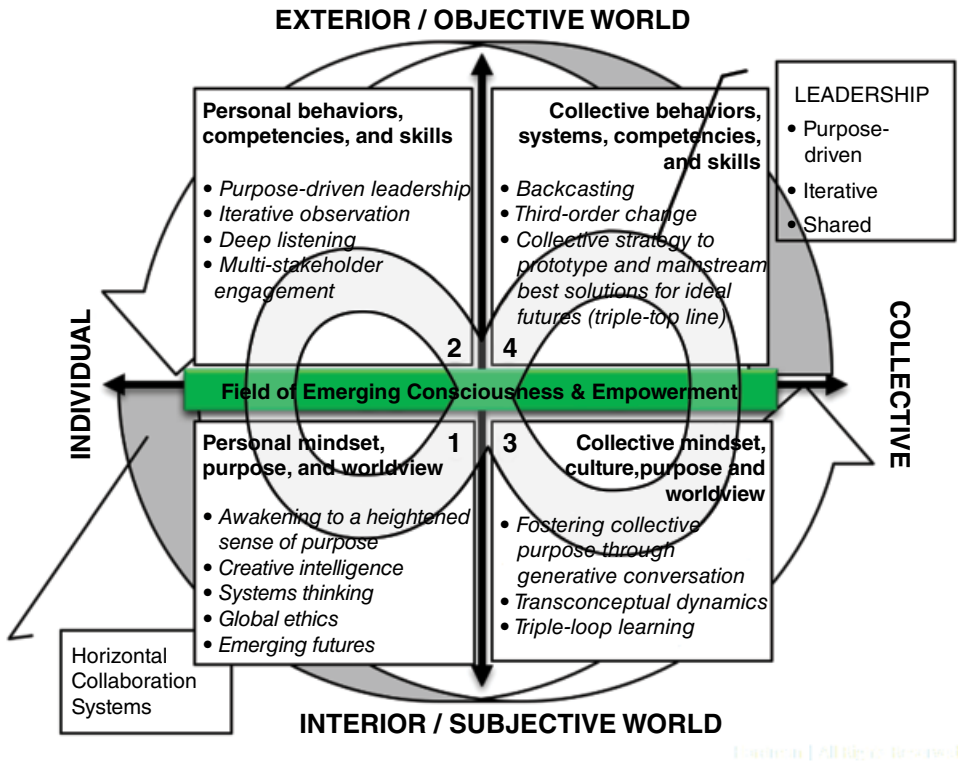 EXTERIOR / OBJECTIVE WORLD
Personal behaviors,
competencies, and skills
• Purpose-driven leadership
• Iterative observation
• Deep listening
• Multi-stakeholder
engagement
2
Collective behaviors,
systems, competencies,
and skills
• Backcasting
• Third-order change
• Collective strategy to
prototype and mainstream
best solutions for ideal
futures (triple-top line)
4
LEADERSHIP
• Purpose-
driven
• Iterative
• Shared
INDIVIDUAL
COLLECTIVE
Field of Emerging Consciousness & Empowerment
Personal mindset,
purpose, and worldview
1
• Awakening to a heightened
sense of purpose
• Creative intelligence
• Systems thinking
• Global ethics
• Emerging futures
3
Collective mindset,
culture,purpose and
worldview
• Fostering collective
purpose through
generative conversation
• Transconceptual dynamics
• Triple-loop learning
Horizontal
Collaboration
Systems
INTERIOR / SUBJECTIVE WORLD
| All Rights Reserved